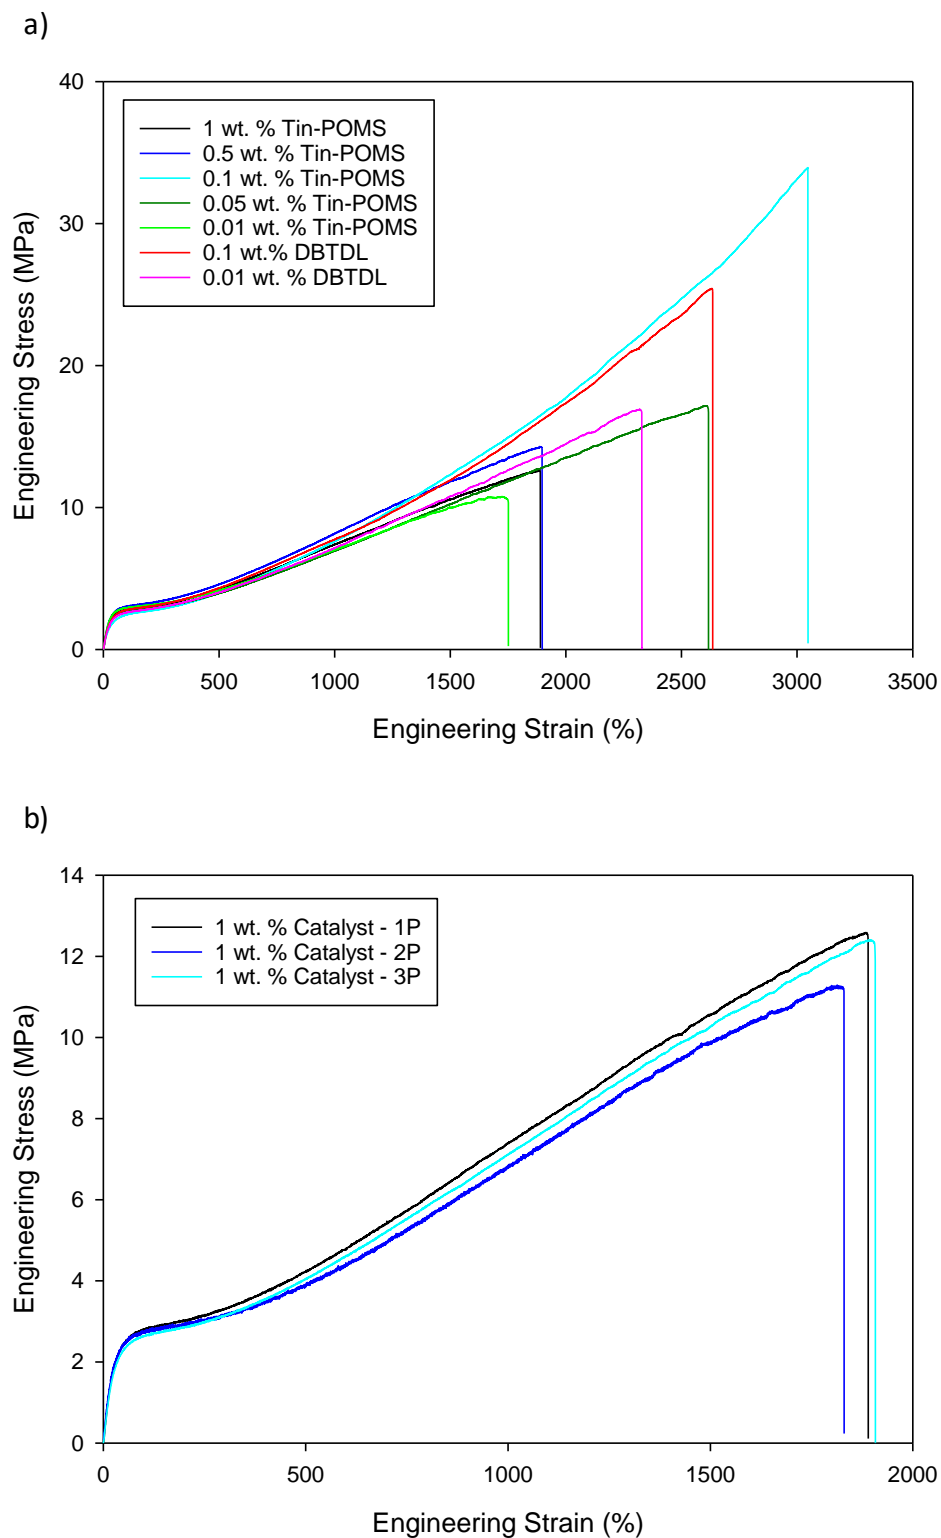 a)
40
30
20
10
0
Engineering Stress (MPa)
1 wt. % Tin-POMS
0.5 wt. % Tin-POMS
0.1 wt. % Tin-POMS
0.05 wt. % Tin-POMS
0.01 wt. % Tin-POMS
0.1 wt.% DBTDL
0.01 wt. % DBTDL
0 500 1000 1500 2000 2500 3000 3500
Engineering Strain (%)
b)
14
12
10
8
6
4
2
0
Engineering Stress (MPa)
1 wt. % Catalyst - 1P
1 wt. % Catalyst - 2P
1 wt. % Catalyst - 3P
0 500 1000 1500 2000
Engineering Strain (%)